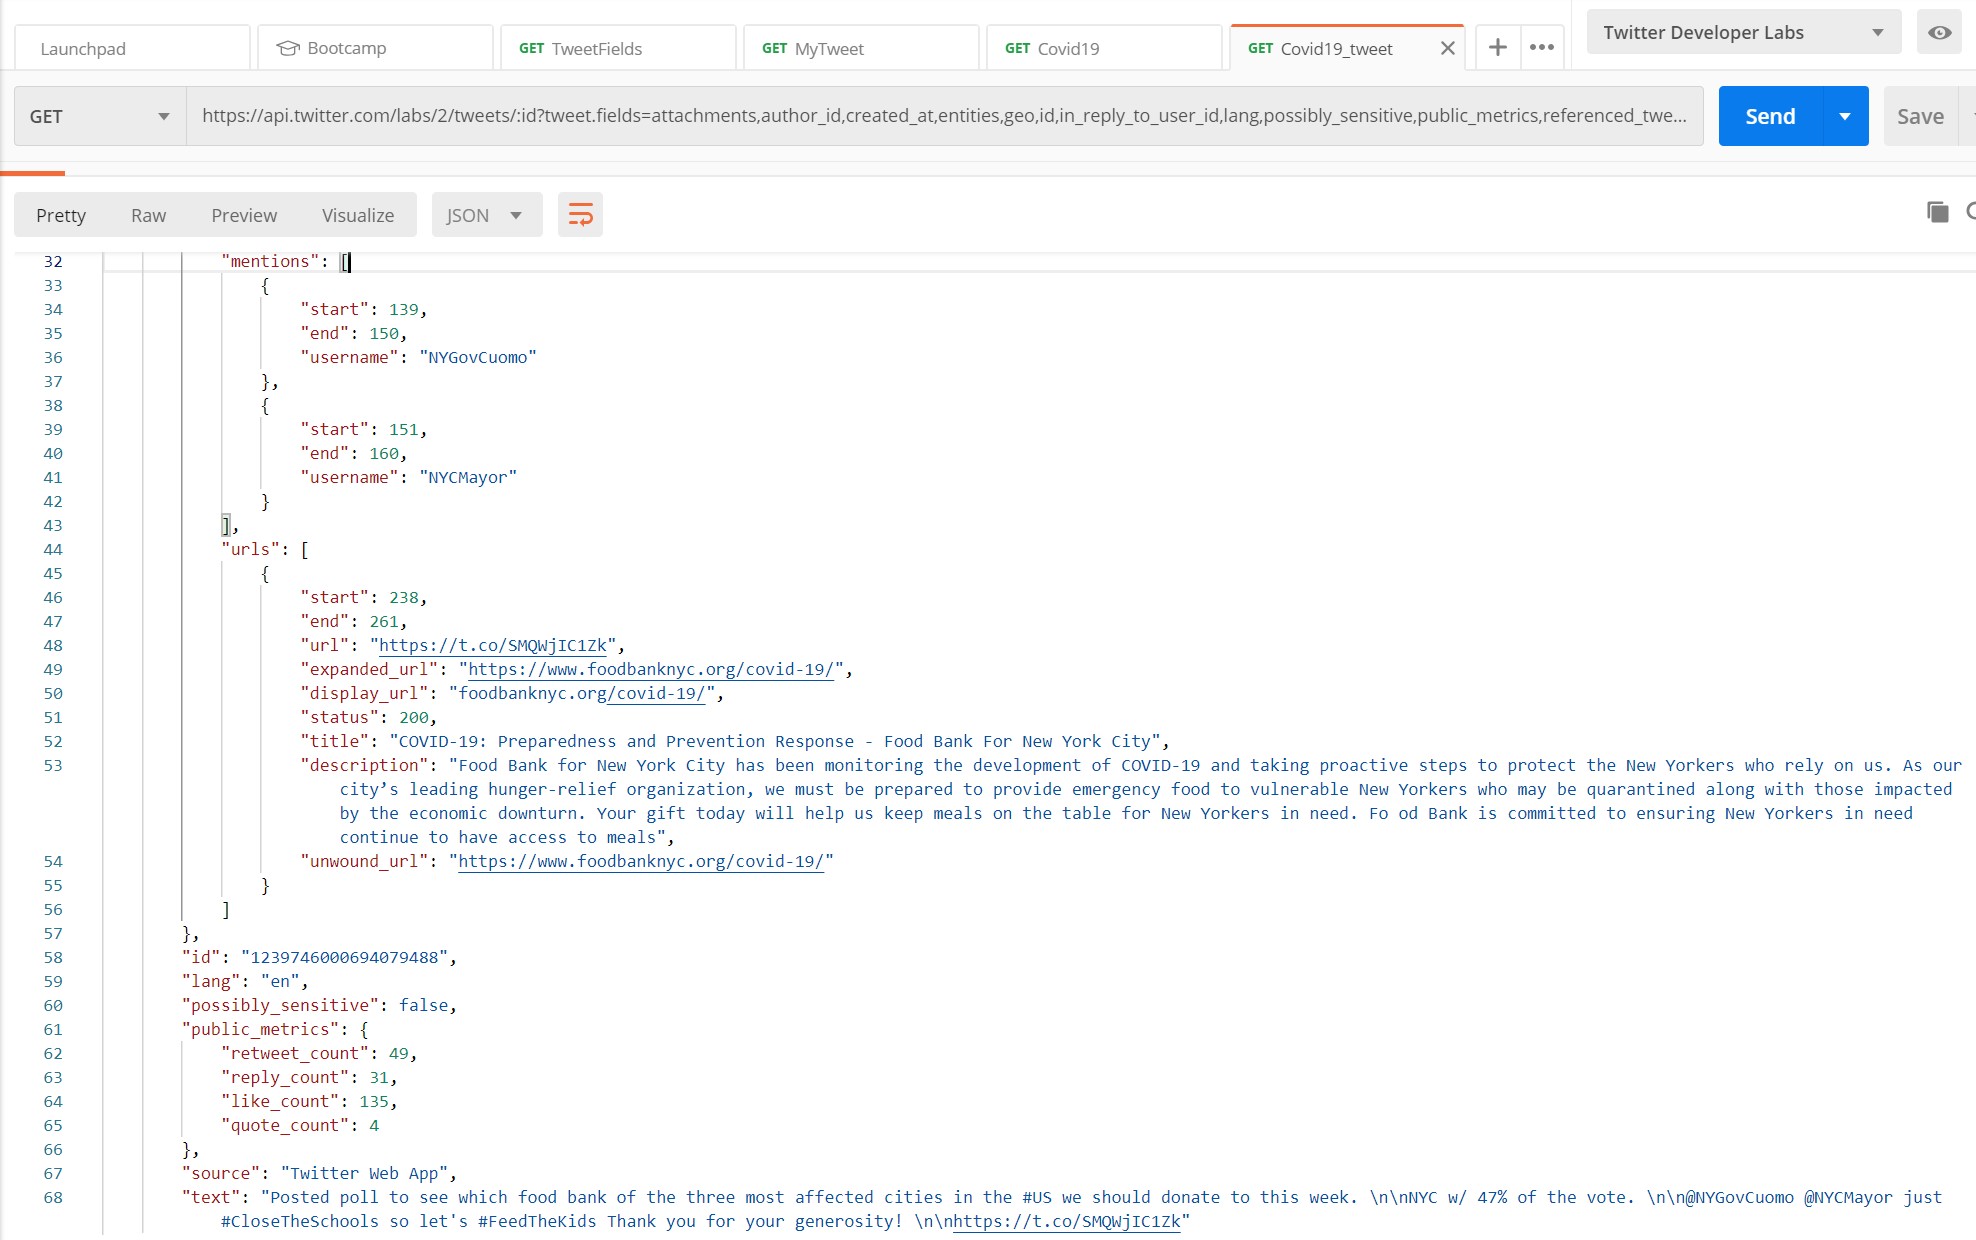 Launchpad
Bootcamp
GET TweetFields
GET MyTweet
GET Covid19
GET Covid19_tweet
Twitter Developer Labs
GET
https://api.twitter.com/labs/2/tweets/:id?tweet.fields=attachments,author_id,created_at,entities,geo,id,in_reply_to_user_id,lang,possibly_sensitive,public_metrics,referenced_twe...
Send
Save
Pretty
Raw
Preview
Visualize
JSON
32 "mentions": [
33 {
34 "start": 139,
35 "end": 150,
36 "username": "NYGovCuomo"
37 },
38 {
39 "start": 151,
40 "end": 160,
41 "username": "NYCMayor"
42 }
43 ],
44 "urls": [
45 {
46 "start": 238,
47 "end": 261,
48 "url": "https://t.co/SMQWjIC1Zk",
49 "expanded_url": "https://www.foodbanknyc.org/covid-19/",
50 "display_url": "foodbanknyc.org/covid-19/",
51 "status": 200,
52 "title": "COVID-19: Preparedness and Prevention Response - Food Bank For New York City",
53 "description": "Food Bank for New York City has been monitoring the development of COVID-19 and taking proactive steps to protect the New Yorkers who rely on us. As our
city’s leading hunger-relief organization, we must be prepared to provide emergency food to vulnerable New Yorkers who may be quarantined along with those impacted
by the economic downturn. Your gift today will help us keep meals on the table for New Yorkers in need. Fo od Bank is committed to ensuring New Yorkers in need
continue to have access to meals",
54 "unwound_url": "https://www.foodbanknyc.org/covid-19/"
55 }
56 ]
57 },
58 "id": "1239746000694079488",
59 "lang": "en",
60 "possibly_sensitive": false,
61 "public_metrics": {
62 "retweet_count": 49,
63 "reply_count": 31,
64 "like_count": 135,
65 "quote_count": 4
66 },
67 "source": "Twitter Web App",
68 "text": "Posted poll to see which food bank of the three most affected cities in the #US we should donate to this week. \n\nNYC w/ 47% of the vote. \n\n@NYGovCuomo @NYCMayor just
#CloseTheSchools so let's #FeedTheKids Thank you for your generosity! \n\nhttps://t.co/SMQWjIC1Zk"